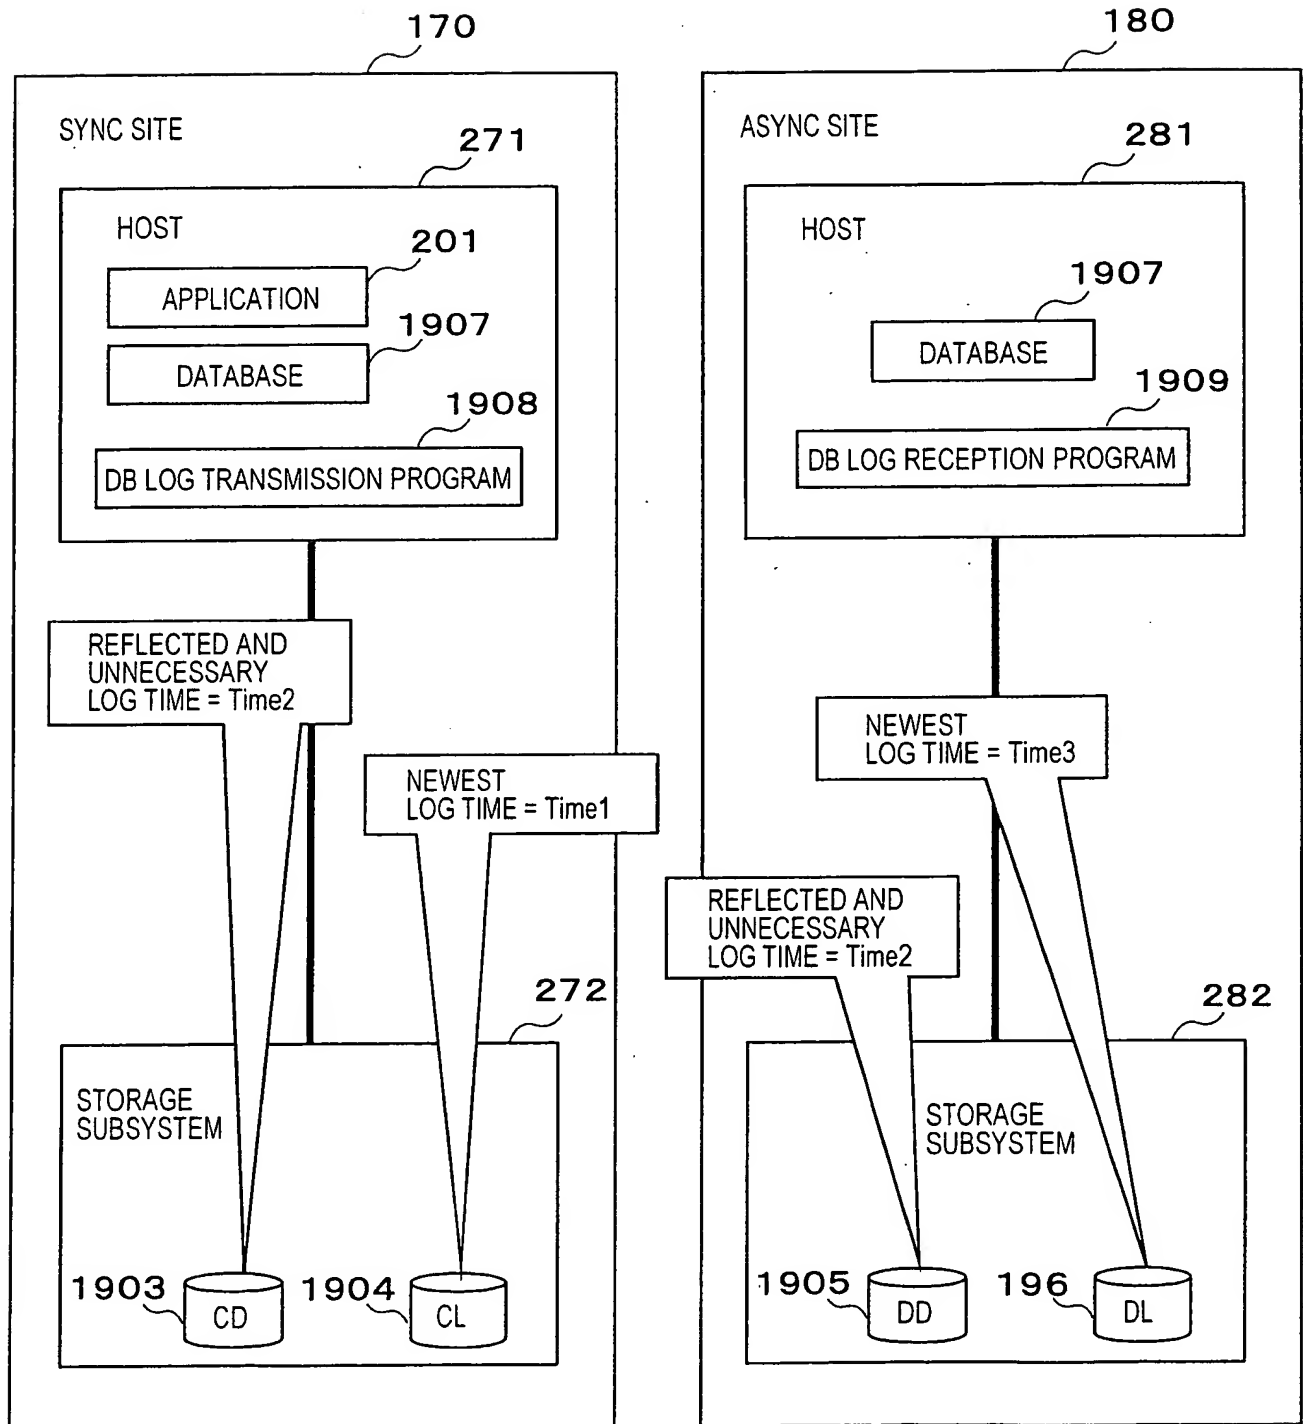 170
SYNC SITE
271
HOST
201
APPLICATION
1907
DATABASE
1908
DB LOG TRANSMISSION PROGRAM
REFLECTED AND
UNNECESSARY
LOG TIME = Time2
NEWEST
LOG TIME = Time1
272
STORAGE
SUBSYSTEM
1903
CD
1904
CL
180
ASYNC SITE
281
HOST
1907
DATABASE
1909
DB LOG RECEPTION PROGRAM
NEWEST
LOG TIME = Time3
REFLECTED AND
UNNECESSARY
LOG TIME = Time2
282
STORAGE
SUBSYSTEM
1905
DD
196
DL